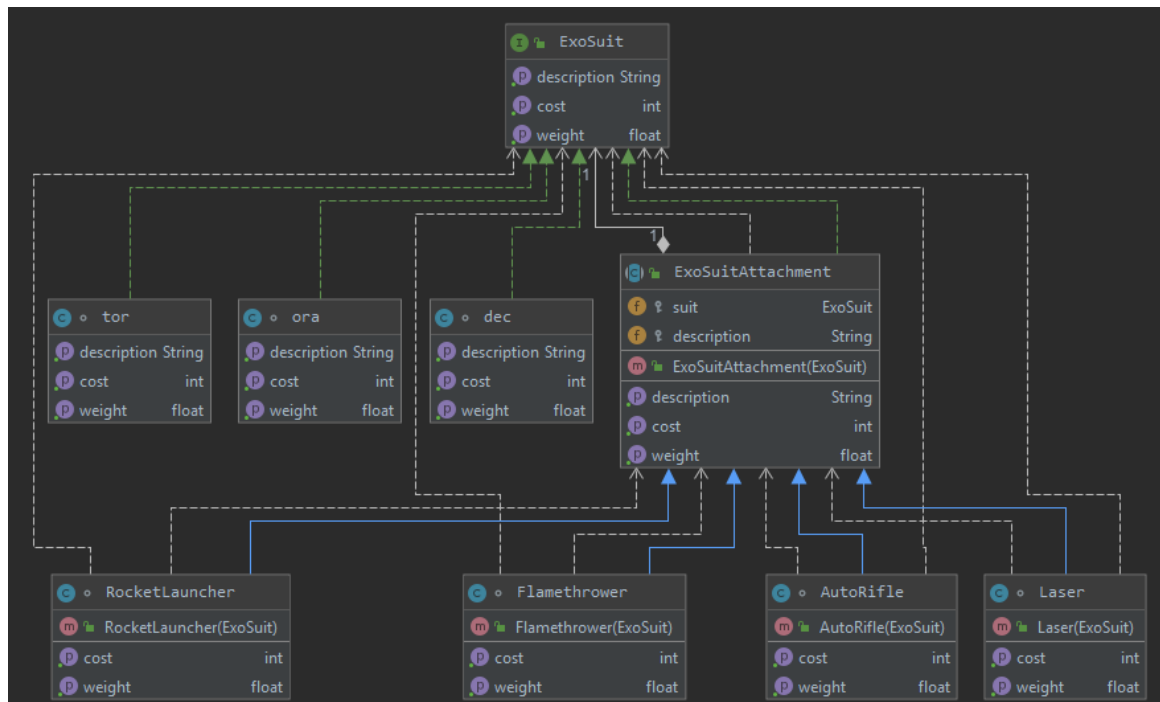 ExoSuit
description String
cost int
weight float
1
1
ExoSuitAttachment
suit ExoSuit
description String
ExoSuitAttachment(ExoSuit)
description String
cost int
weight float
tor
description String
cost int
weight float
ora
description String
cost int
weight float
dec
description String
cost int
weight float
RocketLauncher
RocketLauncher(ExoSuit)
cost int
weight float
Flamethrower
Flamethrower(ExoSuit)
cost int
weight float
AutoRifle
AutoRifle(ExoSuit)
cost int
weight float
Laser
Laser(ExoSuit)
cost int
weight float